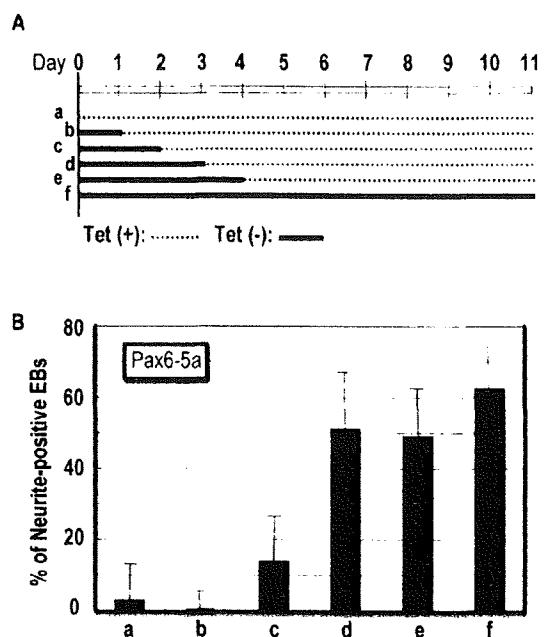 A
Day 0 1 2 3 4 5 6 7 8 9 10 11
a
b
c
d
e
f
Tet (+): Tet (-):
B
% of Neurite-positive EBs
80
60
40
20
0
Pax6-5a
a b c d e f